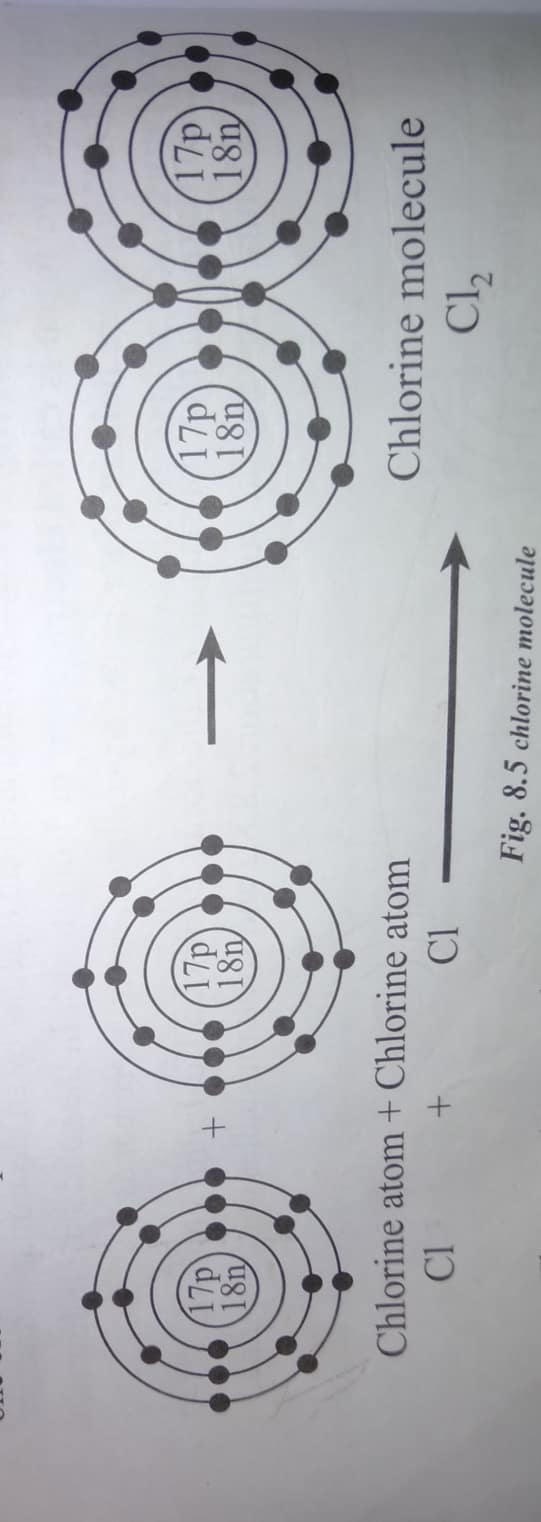 17p 17p 17p 17p
18n + 18n 18n 18n
Chlorine atom + Chlorine atom Chlorine molecule
Cl + Cl Cl₂
Fig. 8.5 chlorine molecule